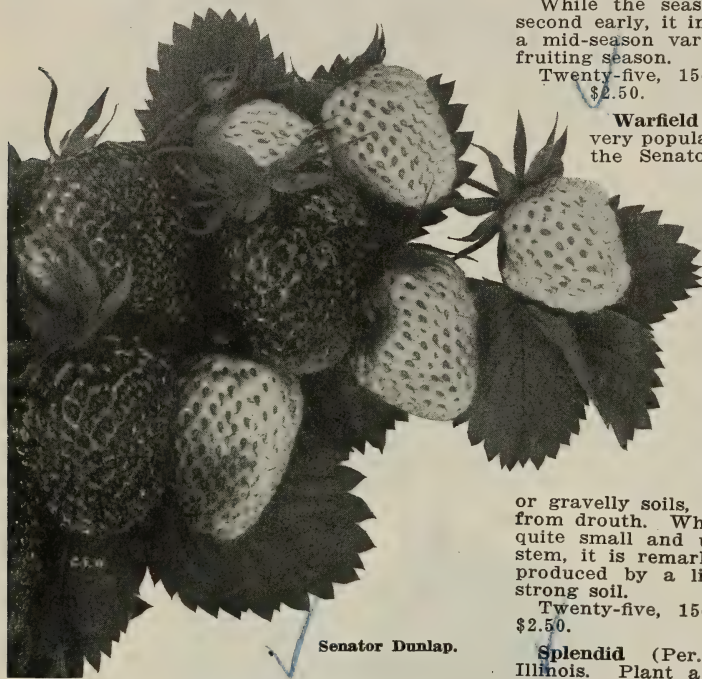 While the seas
second early, it in
a mid-season var
fruiting season.
Twenty-five, 15
$2.50.
Warfield
very popula
the Senato
or gravelly soils,
from drouth. Wh
quite small and u
stem, it is remark
produced by a li
strong soil.
Twenty-five, 15
$2.50.
Splendid (Per.
Illinois. Plant a
Senator Dunlap.